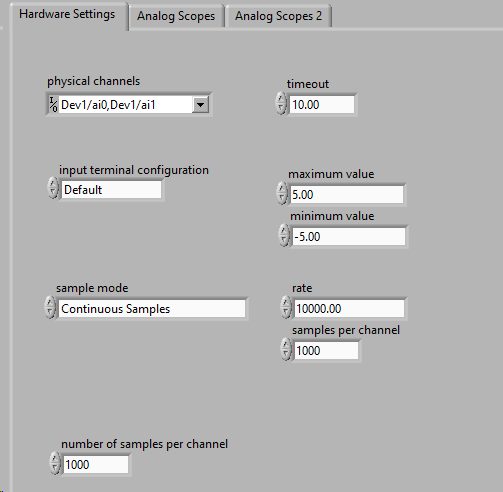 Hardware Settings Analog Scopes Analog Scopes 2
physical channels
I/0 Dev1/ai0,Dev1/ai1
timeout
10.00
input terminal configuration
Default
maximum value
5.00
minimum value
-5.00
sample mode
Continuous Samples
rate
10000.00
samples per channel
1000
number of samples per channel
1000